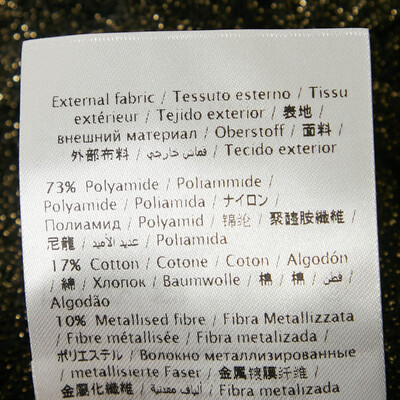 External fabric / Tessuto esterno / Tissu
extérieur / Tejido exterior / 表地 /
внешний материал / Oberstoff / 面料 /
外部布料 / قماش خارجي / Tecido exterior
73% Polyamide / Poliammide /
Polyamide / Poliamida / ナイロン /
Полиамид / Polyamid / 锦纶 / 聚醯胺纖維 /
尼龍 / عديد الأميد / Poliamida
17% Cotton / Cotone / Coton / Algodón
/ 綿 / Хлопок / Baumwolle / 棉 / 棉 / قطن /
Algodão
10% Metallised fibre / Fibra Metallizzata
/ Fibre métallisée / Fibra metalizada /
ポリエステル / Волокно металлизированные
/ metallisierte Faser / 金属镀膜纤维 /
金屬化纖維 / ألياف معدنية / Fibra metalizada